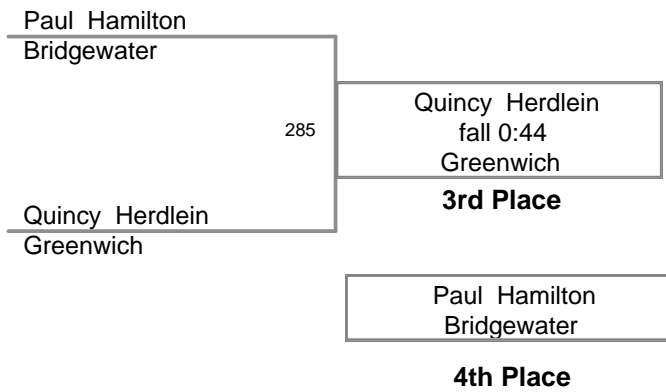 Paul Hamilton
Bridgewater
285
Quincy Herdlein
fall 0:44
Greenwich
3rd Place
Quincy Herdlein
Greenwich
Paul Hamilton
Bridgewater
4th Place